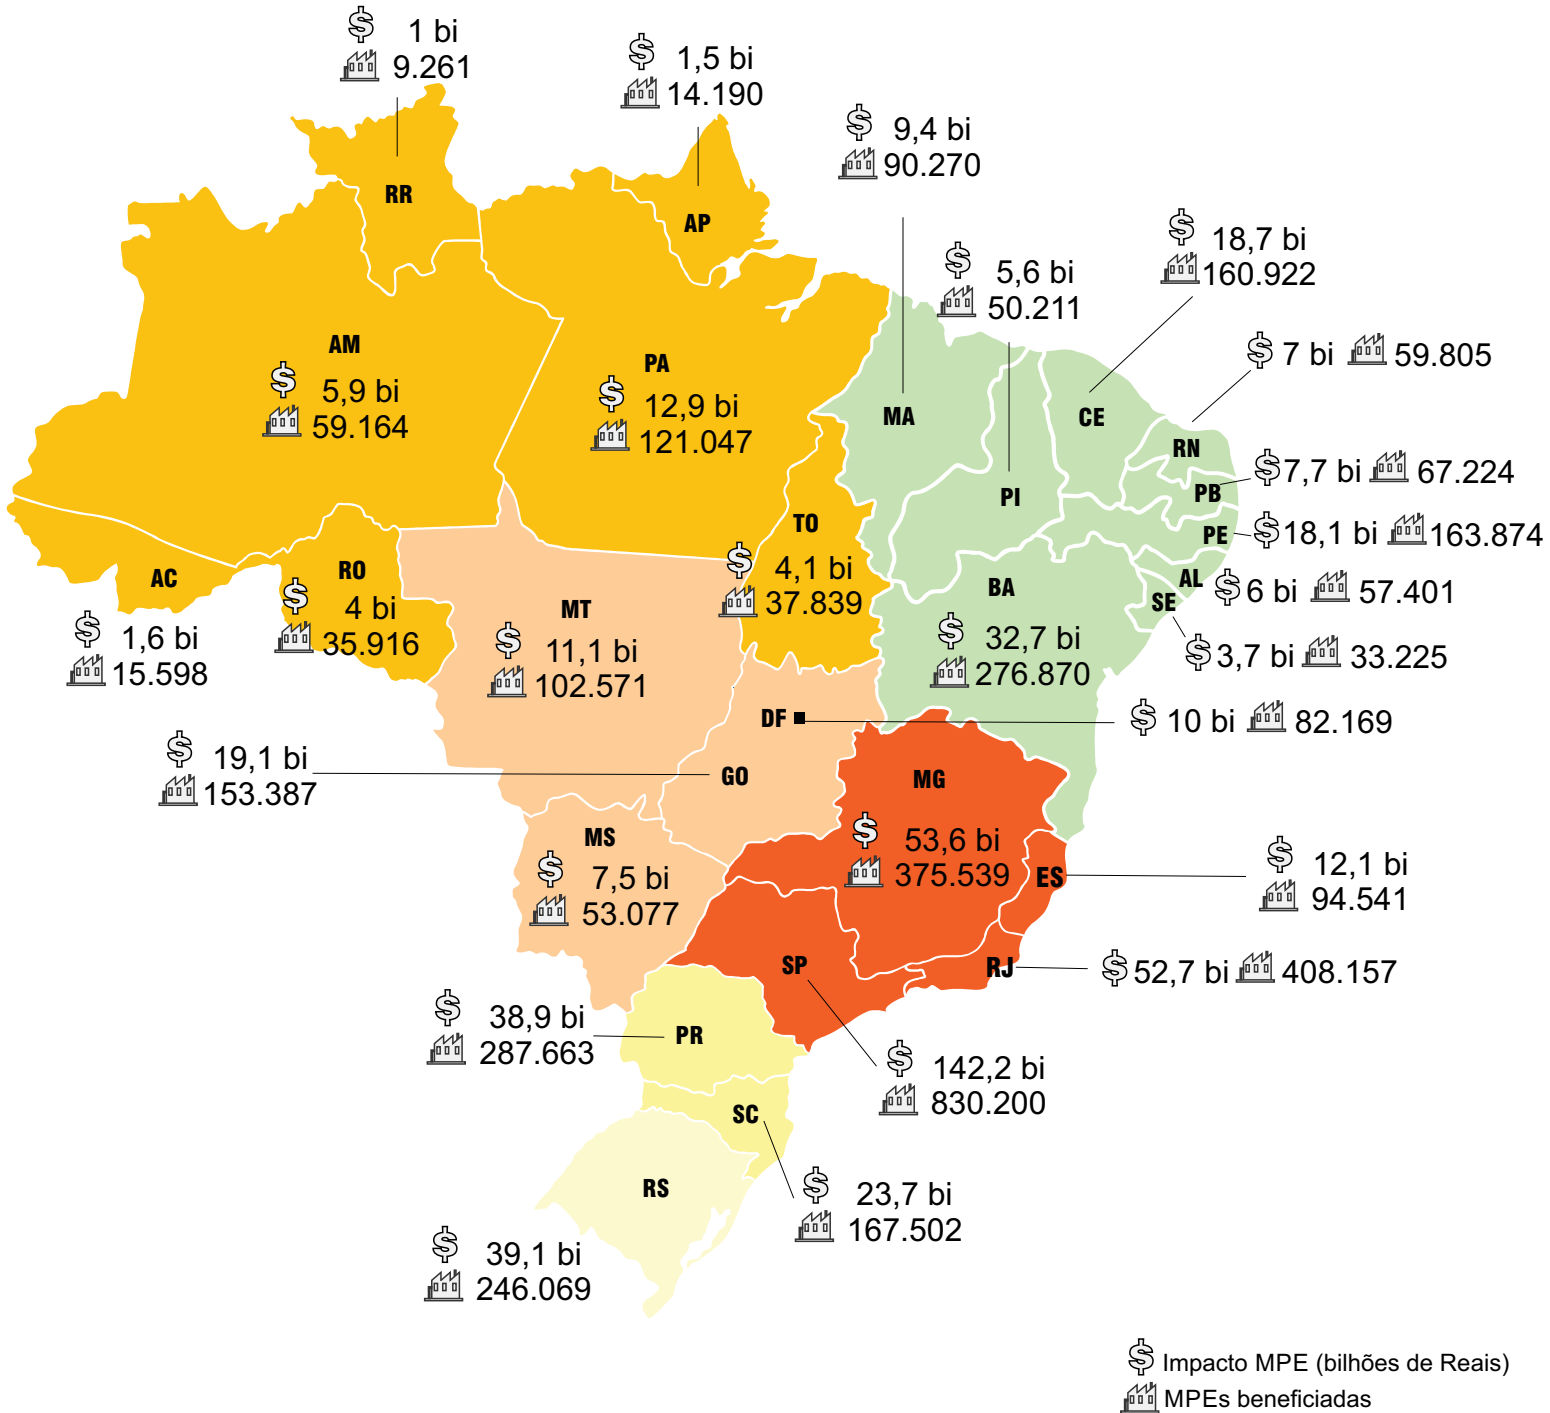 1 bi
9.261
1,5 bi
14.190
9,4 bi
90.270
RR
AP
18,7 bi
160.922
5,6 bi
50.211
AM
5,9 bi
59.164
PA
12,9 bi
121.047
7 bi 59.805
MA
CE
RN
7,7 bi 67.224
PI
PB
TO
4,1 bi
37.839
PE
18,1 bi 163.874
AC
1,6 bi
15.598
RO
4 bi
35.916
MT
11,1 bi
102.571
BA
32,7 bi
276.870
AL
6 bi 57.401
SE
3,7 bi 33.225
DF
10 bi 82.169
19,1 bi
153.387
GO
MG
53,6 bi
375.539
MS
7,5 bi
53.077
ES
12,1 bi
94.541
SP
RJ
52,7 bi 408.157
38,9 bi
287.663
PR
142,2 bi
830.200
SC
23,7 bi
167.502
RS
39,1 bi
246.069
$ Impacto MPE (bilhões de Reais)
MPEs beneficiadas